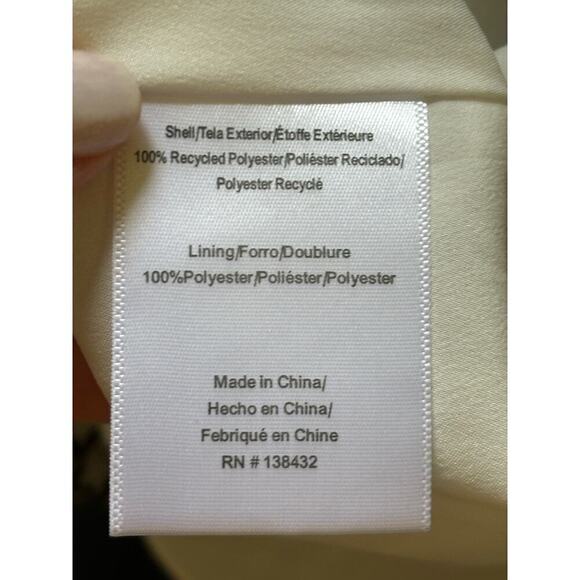 Shell/Tela Exterior/Étoffe Extérieure
100% Recycled Polyester/Poliéster Reciclado/
Polyester Recyclé
Lining/Forro/Doublure
100%Polyester/Poliéster/Polyester
Made in China/
Hecho en China/
Fabriqué en Chine
RN # 138432